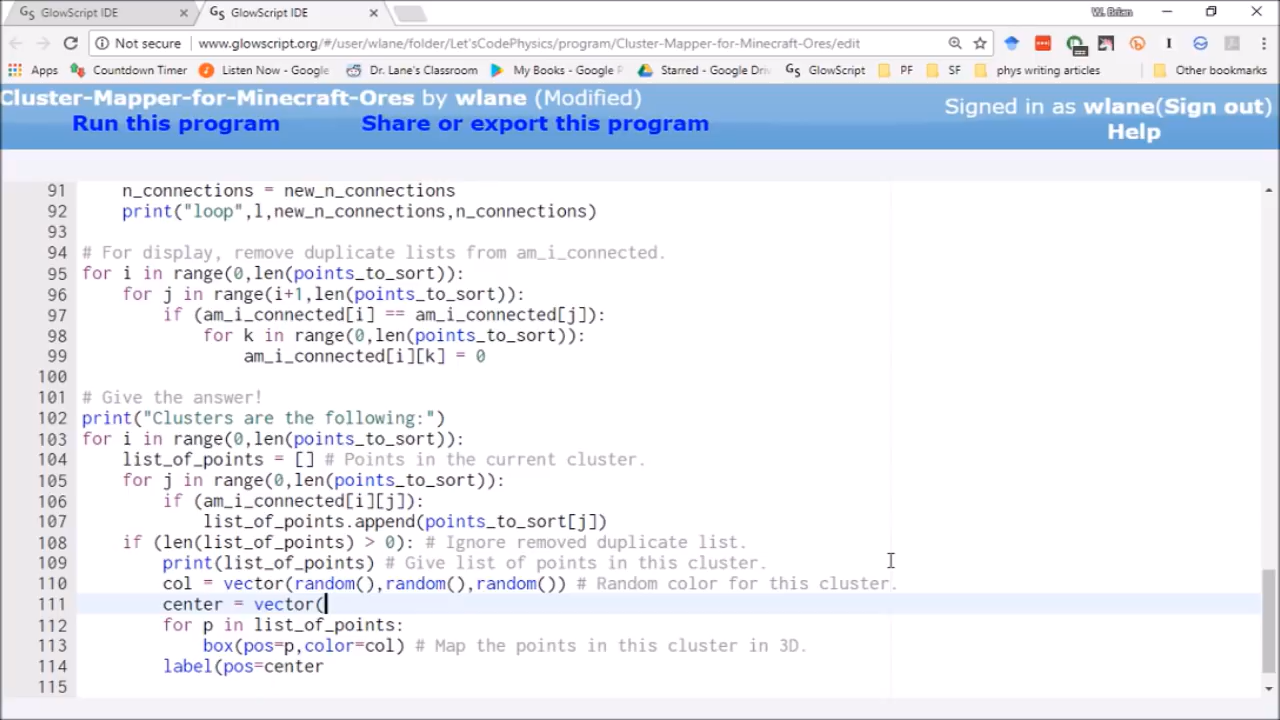 GlowScript IDE
GlowScript IDE
W. Brian
Not secure www.glowscript.org/#/user/wlane/folder/Let'sCodePhysics/program/Cluster-Mapper-for-Minecraft-Ores/edit
Apps Countdown Timer Listen Now - Google Dr. Lane's Classroom My Books - Google P Starred - Google Driv GlowScript PF SF phys writing articles Other bookmarks
Cluster-Mapper-for-Minecraft-Ores by wlane (Modified)
Signed in as wlane(Sign out)
Run this program Share or export this program
Help
91 n_connections = new_n_connections
92 print("loop",l,new_n_connections,n_connections)
93
94 # For display, remove duplicate lists from am_i_connected.
95 for i in range(0,len(points_to_sort)):
96 for j in range(i+1,len(points_to_sort)):
97 if (am_i_connected[i] == am_i_connected[j]):
98 for k in range(0,len(points_to_sort)):
99 am_i_connected[i][k] = 0
100
101 # Give the answer!
102 print("Clusters are the following:")
103 for i in range(0,len(points_to_sort)):
104 list_of_points = [] # Points in the current cluster.
105 for j in range(0,len(points_to_sort)):
106 if (am_i_connected[i][j]):
107 list_of_points.append(points_to_sort[j])
108 if (len(list_of_points) > 0): # Ignore removed duplicate list.
109 print(list_of_points) # Give list of points in this cluster.
110 col = vector(random(),random(),random()) # Random color for this cluster.
111 center = vector(
112 for p in list_of_points:
113 box(pos=p,color=col) # Map the points in this cluster in 3D.
114 label(pos=center
115